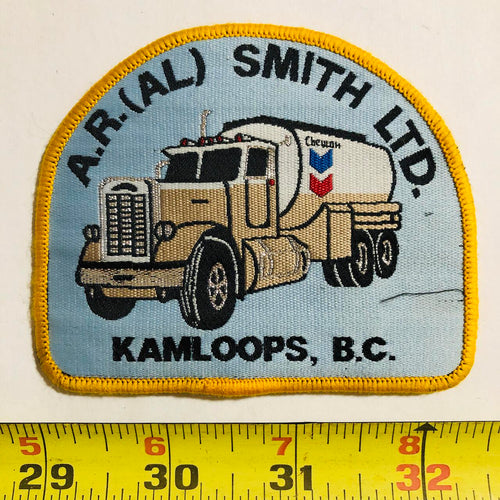 A.R.(AL) SMITH LTD.
Chevron
KAMLOOPS, B.C.
5 6 7 8
29 30 31 32